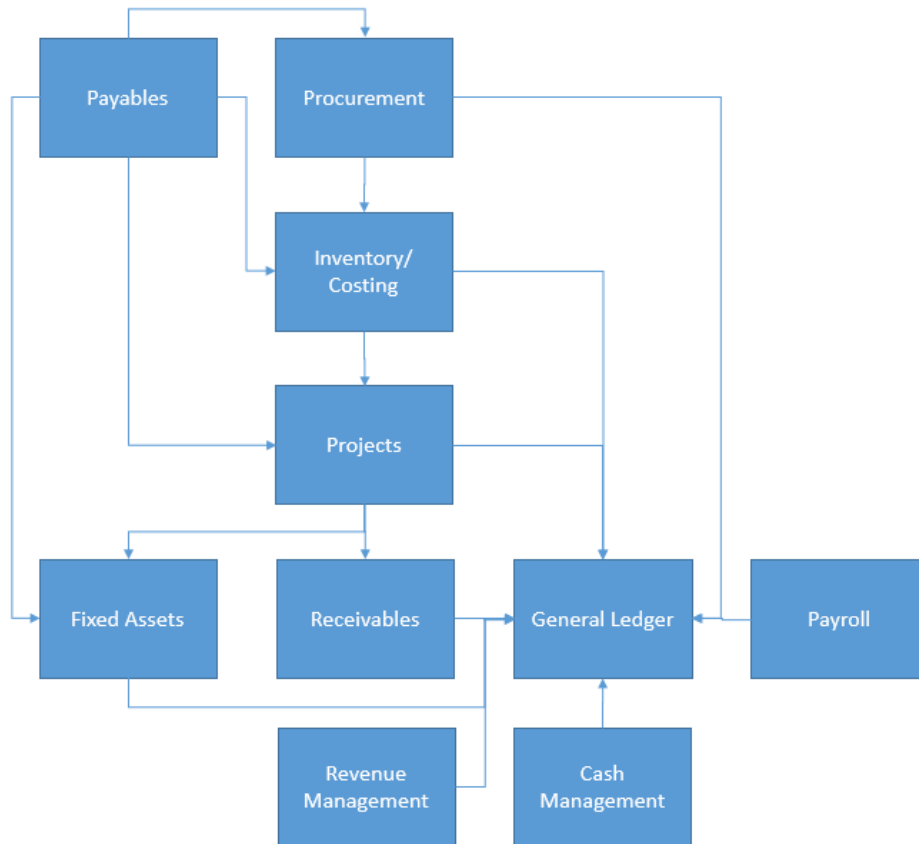 Payables
Procurement
Inventory/
Costing
Projects
Fixed Assets
Receivables
General Ledger
Payroll
Revenue
Management
Cash
Management